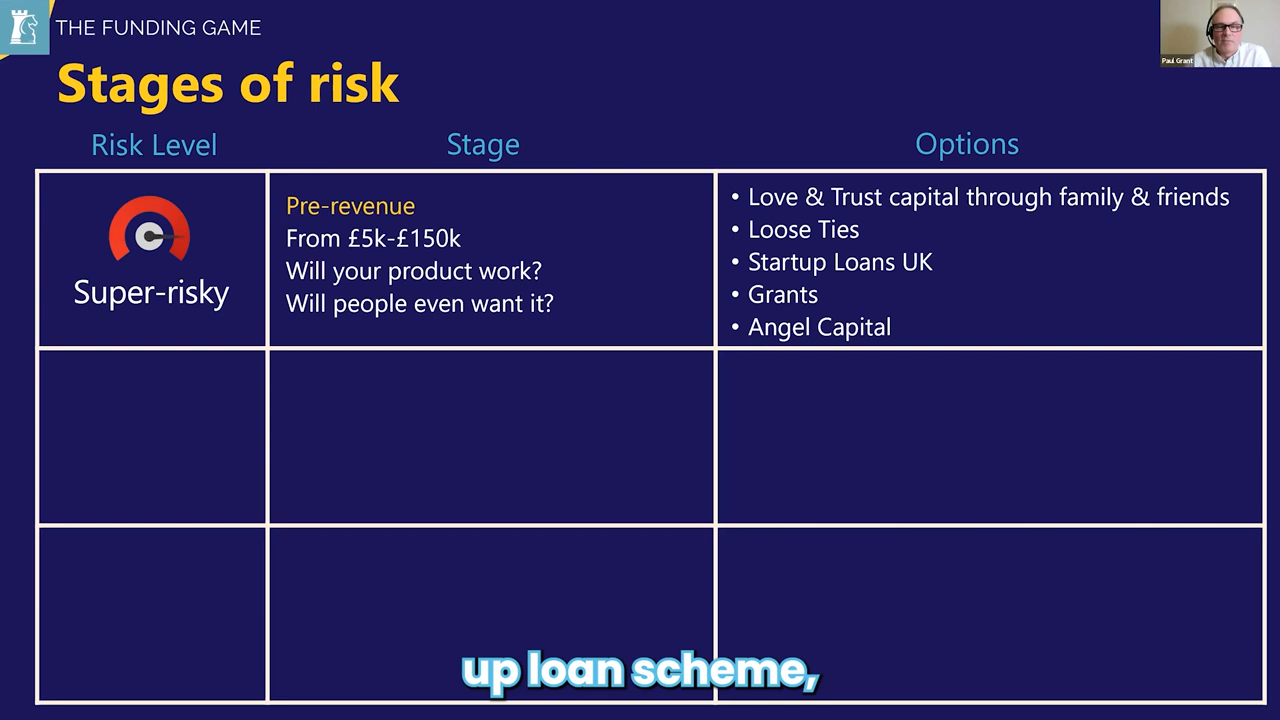 THE FUNDING GAME
Paul Grant
Stages of risk
Risk Level
Stage
Options
Super-risky
Pre-revenue
From £5k-£150k
Will your product work?
Will people even want it?
• Love & Trust capital through family & friends
• Loose Ties
• Startup Loans UK
• Grants
• Angel Capital
up loan scheme,